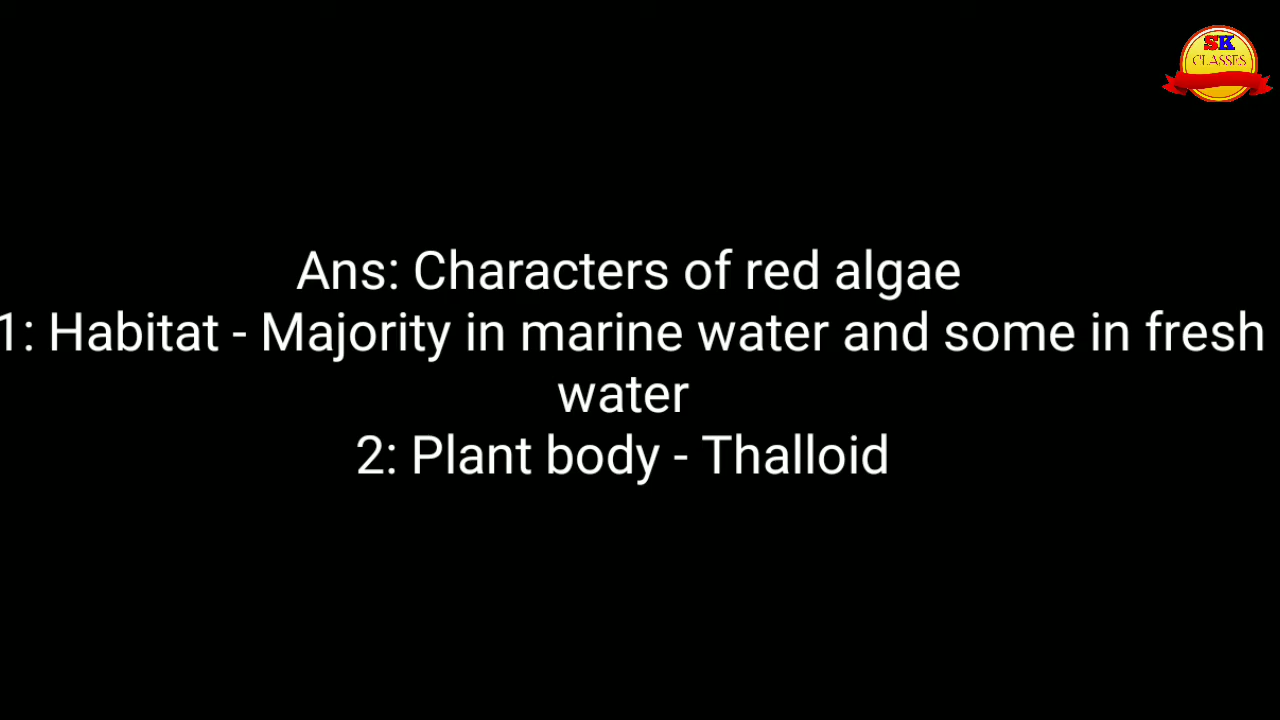 SK
CLASSES
Ans: Characters of red algae
1: Habitat - Majority in marine water and some in fresh
water
2: Plant body - Thalloid